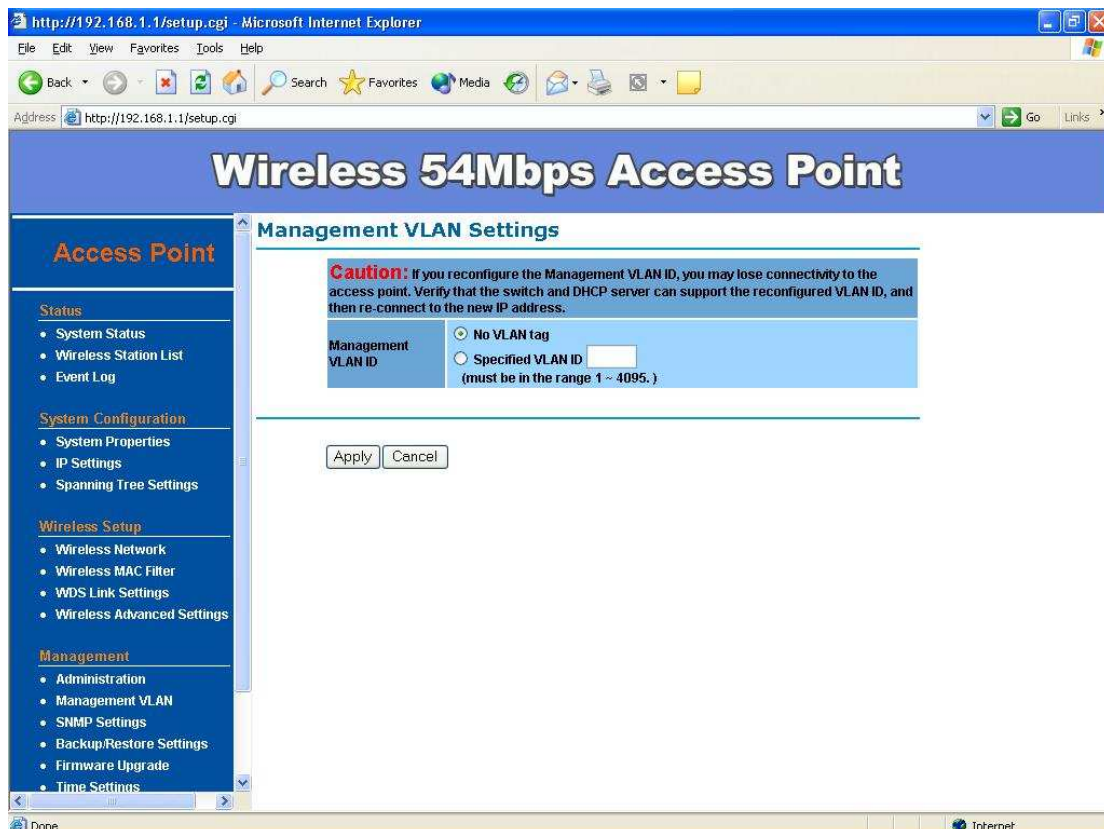 http://192.168.1.1/setup.cgi - Microsoft Internet Explorer
File Edit View Favorites Tools Help
Back Search Favorites Media
Address http://192.168.1.1/setup.cgi Go Links
Wireless 54Mbps Access Point
Access Point
Status
System Status
Wireless Station List
Event Log
System Configuration
System Properties
IP Settings
Spanning Tree Settings
Wireless Setup
Wireless Network
Wireless MAC Filter
WDS Link Settings
Wireless Advanced Settings
Management
Administration
Management VLAN
SNMP Settings
Backup/Restore Settings
Firmware Upgrade
Time Settings
Management VLAN Settings
Caution: If you reconfigure the Management VLAN ID, you may lose connectivity to the
access point. Verify that the switch and DHCP server can support the reconfigured VLAN ID, and
then re-connect to the new IP address.
Management
VLAN ID
No VLAN tag
Specified VLAN ID
(must be in the range 1 ~ 4095. )
Apply Cancel
Done Internet